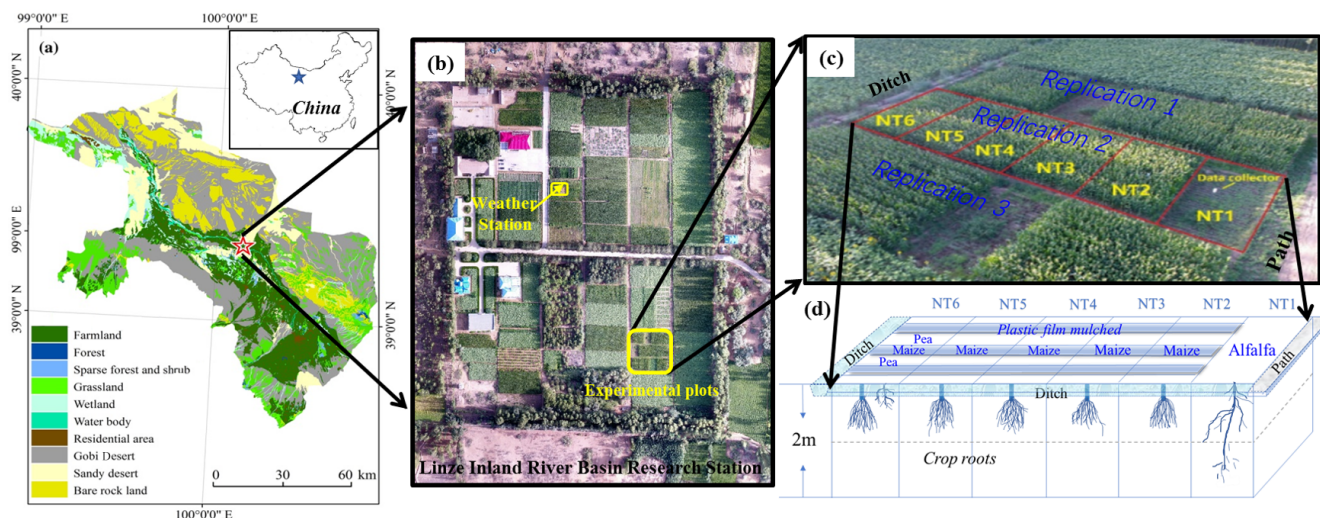 99°0'0" E
100°0'0" E
(a)
China
40°0'0" N
40°0'0" N
99°0'0" E
39°0'0" N
39°0'0" N
Farmland
Forest
Sparse forest and shrub
Grassland
Wetland
Water body
Residential area
Gobi Desert
Sandy desert
Bare rock land
0 30 60 km
100°0'0" E
(b)
Weather
Station
Experimental plots
Linze Inland River Basin Research Station
(c)
Ditch
Replication 1
Replication 2
Replication 3
NT6
NT5
NT4
NT3
NT2
NT1
Data collector
Path
(d)
NT6 NT5 NT4 NT3 NT2 NT1
Plastic film mulched
Pea
Maize Maize Maize Maize Maize
Pea
Alfalfa
Ditch
Path
Ditch
2m
Crop roots